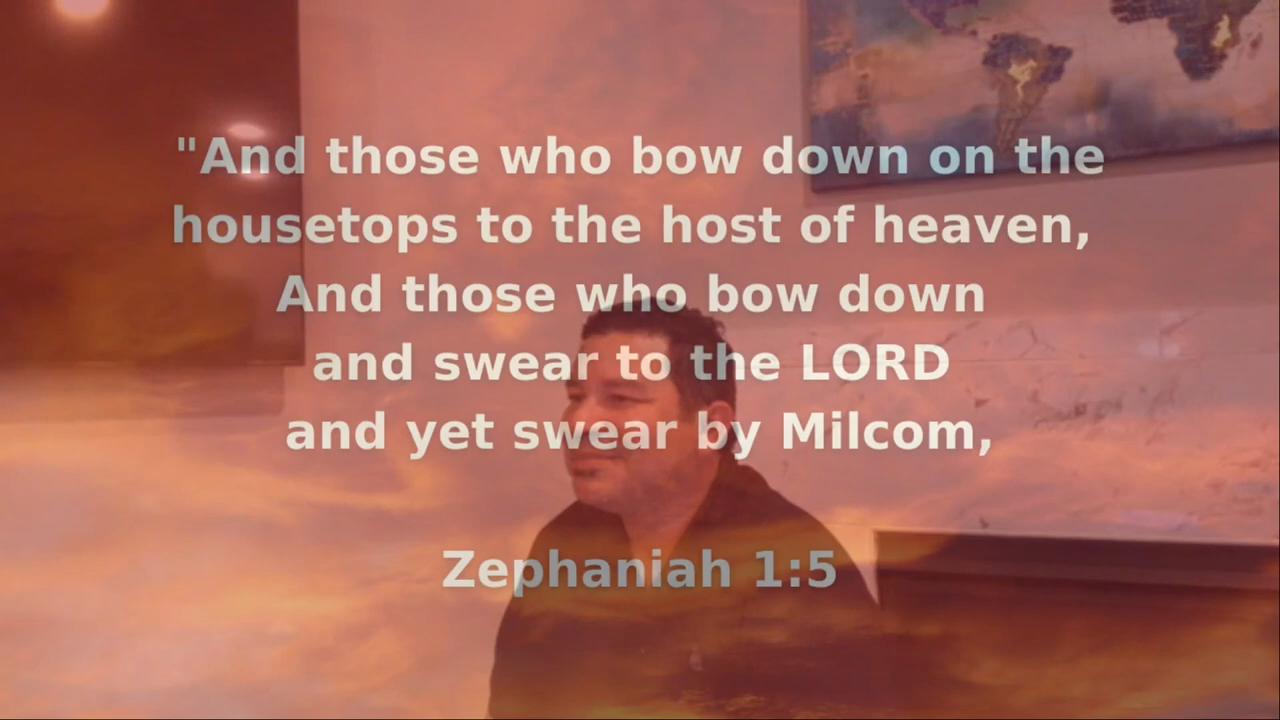 "And those who bow down on the
housetops to the host of heaven,
And those who bow down
and swear to the LORD
and yet swear by Milcom,
Zephaniah 1:5